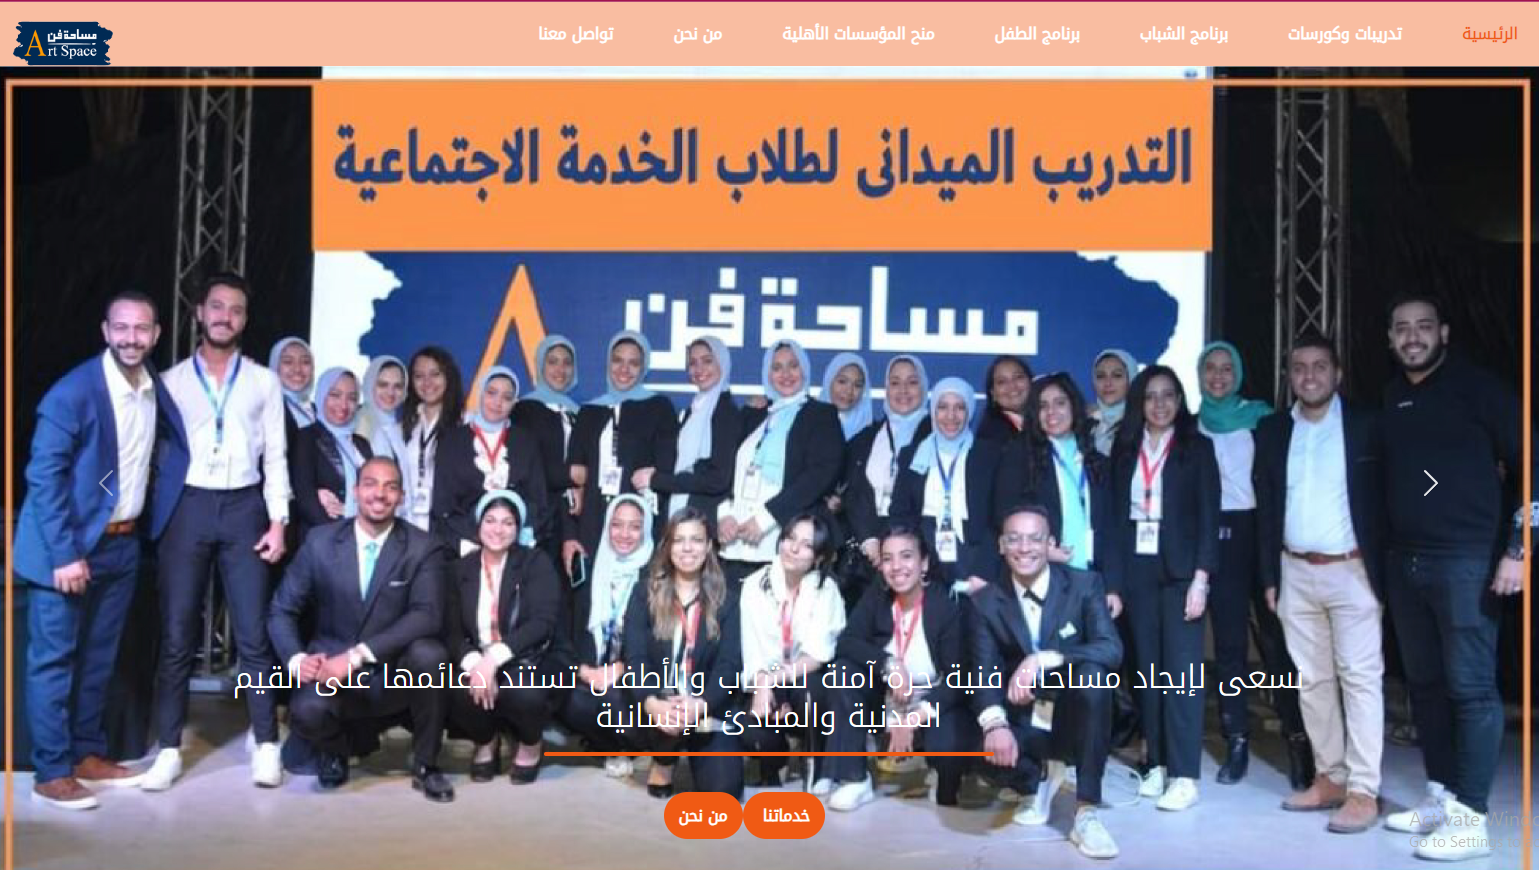 الرئيسية
تدريبات وكورسات
برنامج الشباب
برنامج الطفل
منح المؤسسات الأهلية
من نحن
تواصل معنا
مساحة فن
Art Space
التدريب الميدانى لطلاب الخدمة الاجتماعية
مساحة فن
نسعى لإيجاد مساحات فنية حرة آمنة للشباب والأطفال تستند دعائمها على القيم
المدنية والمبادئ الإنسانية
خدماتنا
من نحن
Activate Wind
Go to Settings